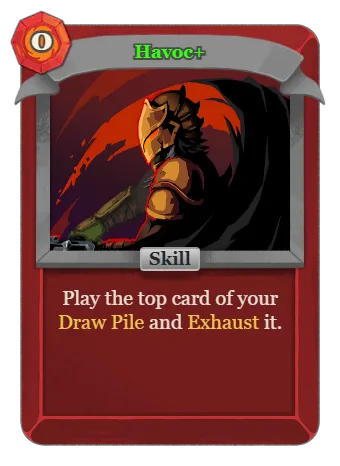 0
Havoc+
Skill
Play the top card of your
Draw Pile and Exhaust it.